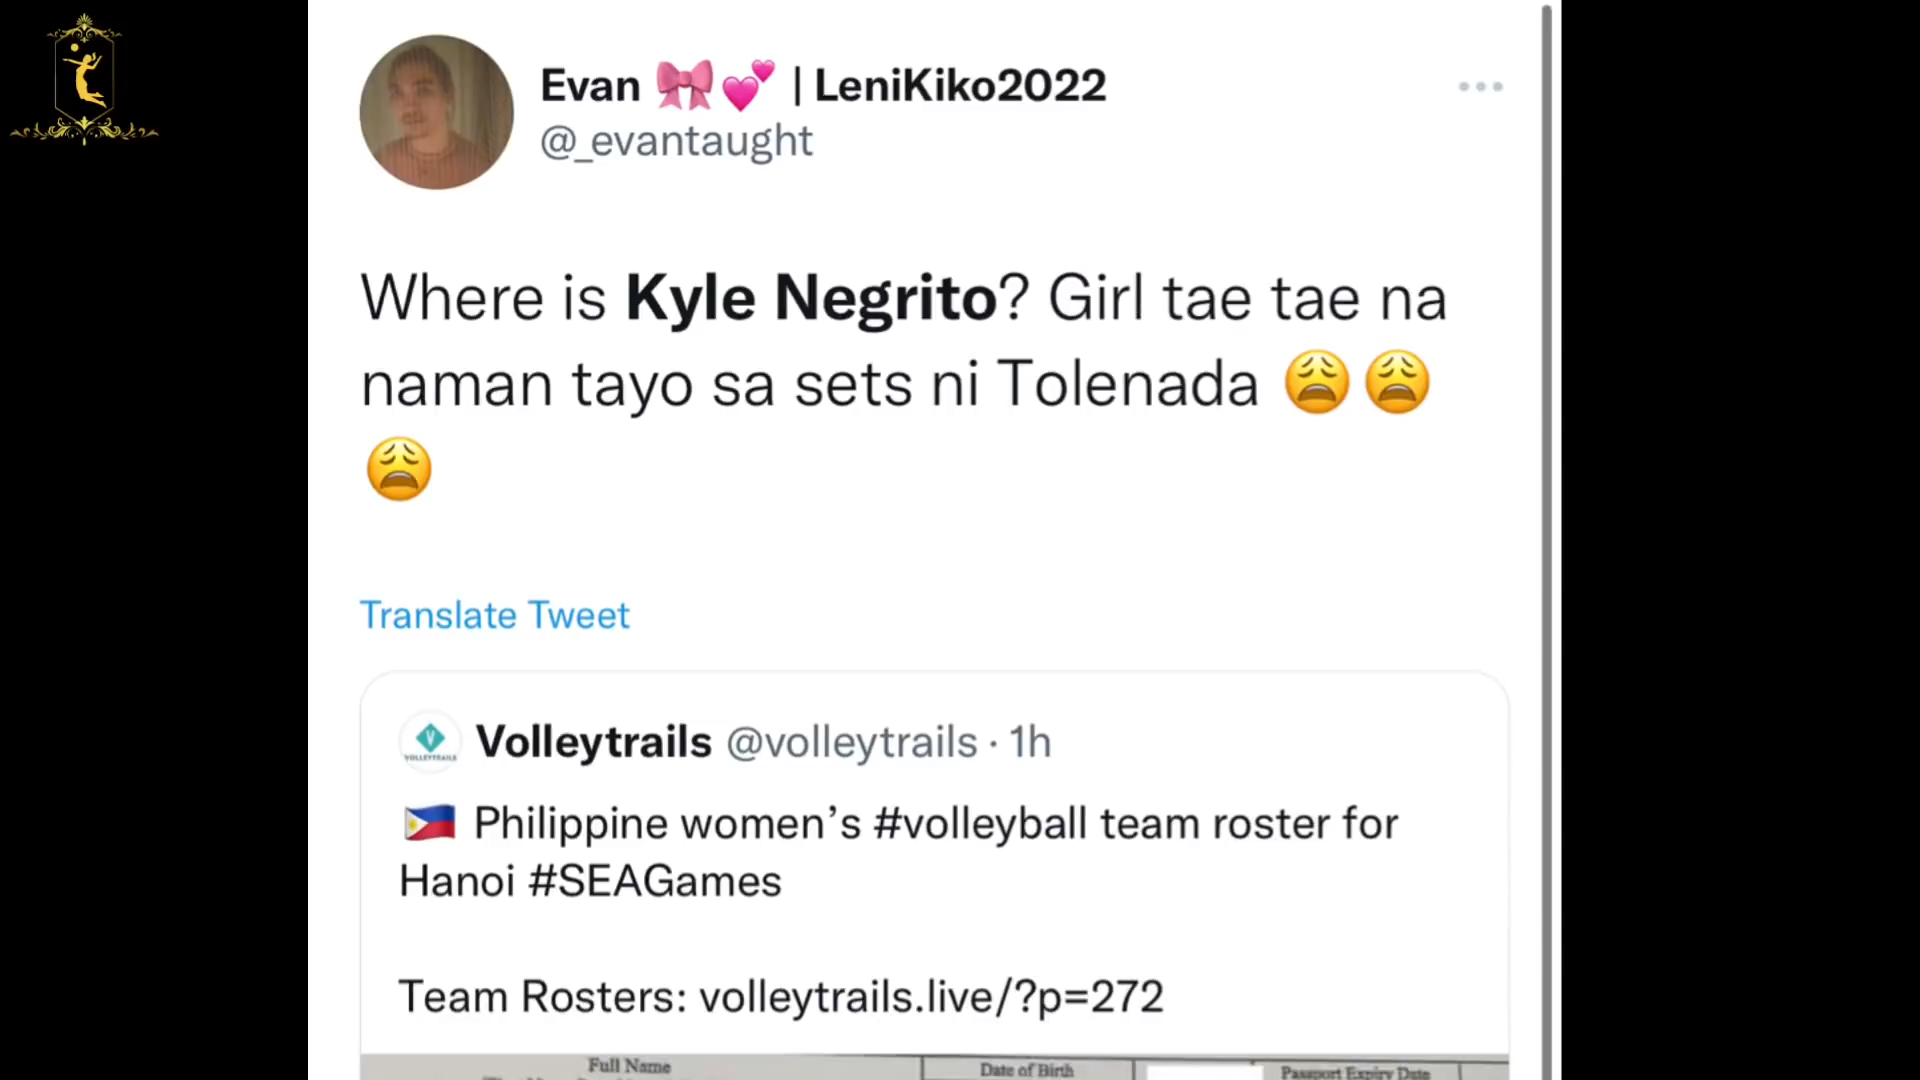 Evan 🎀💕 | LeniKiko2022
@_evantaught
Where is Kyle Negrito? Girl tae tae na
naman tayo sa sets ni Tolenada 😩😩
😩
Translate Tweet
VOLLEYTRAILS
Volleytrails @volleytrails · 1h
🇵🇭 Philippine women’s #volleyball team roster for
Hanoi #SEAGames
Team Rosters: volleytrails.live/?p=272
Full Name
Date of Birth
Passport Expiry Date